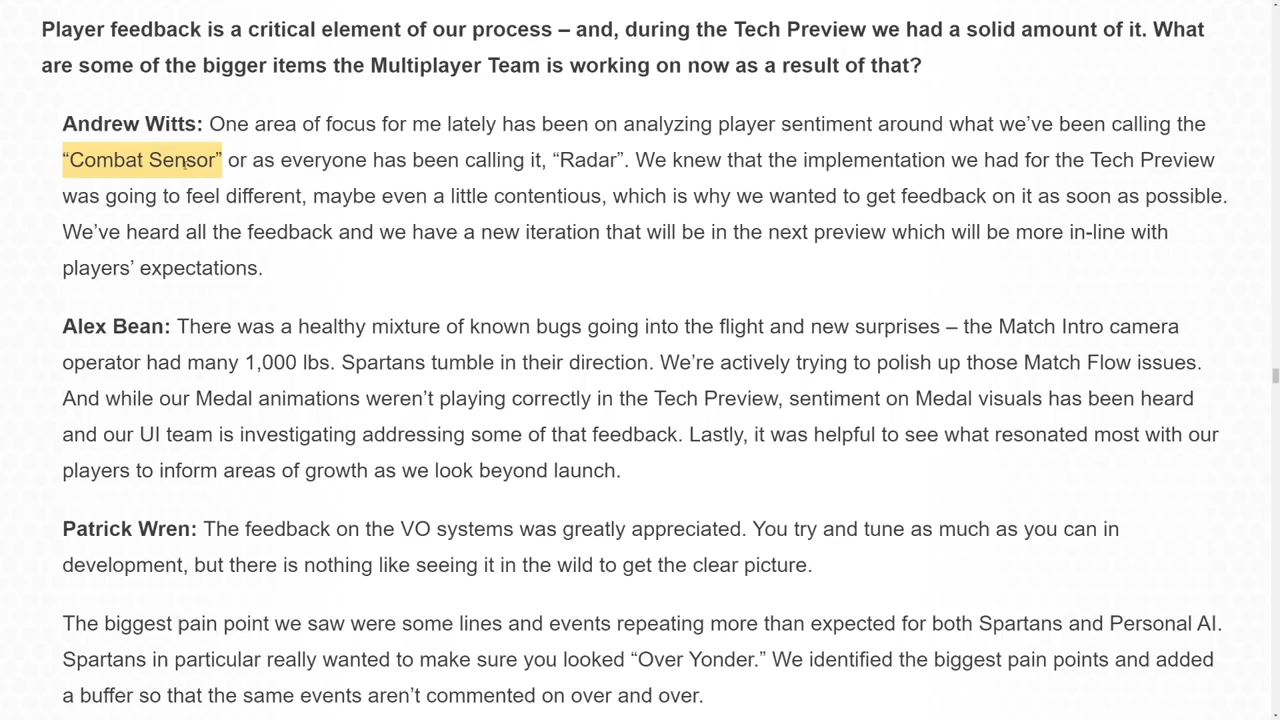 Player feedback is a critical element of our process – and, during the Tech Preview we had a solid amount of it. What
are some of the bigger items the Multiplayer Team is working on now as a result of that?
Andrew Witts: One area of focus for me lately has been on analyzing player sentiment around what we’ve been calling the
“Combat Sensor” or as everyone has been calling it, “Radar”. We knew that the implementation we had for the Tech Preview
was going to feel different, maybe even a little contentious, which is why we wanted to get feedback on it as soon as possible.
We’ve heard all the feedback and we have a new iteration that will be in the next preview which will be more in-line with
players’ expectations.
Alex Bean: There was a healthy mixture of known bugs going into the flight and new surprises – the Match Intro camera
operator had many 1,000 lbs. Spartans tumble in their direction. We’re actively trying to polish up those Match Flow issues.
And while our Medal animations weren’t playing correctly in the Tech Preview, sentiment on Medal visuals has been heard
and our UI team is investigating addressing some of that feedback. Lastly, it was helpful to see what resonated most with our
players to inform areas of growth as we look beyond launch.
Patrick Wren: The feedback on the VO systems was greatly appreciated. You try and tune as much as you can in
development, but there is nothing like seeing it in the wild to get the clear picture.
The biggest pain point we saw were some lines and events repeating more than expected for both Spartans and Personal AI.
Spartans in particular really wanted to make sure you looked “Over Yonder.” We identified the biggest pain points and added
a buffer so that the same events aren’t commented on over and over.